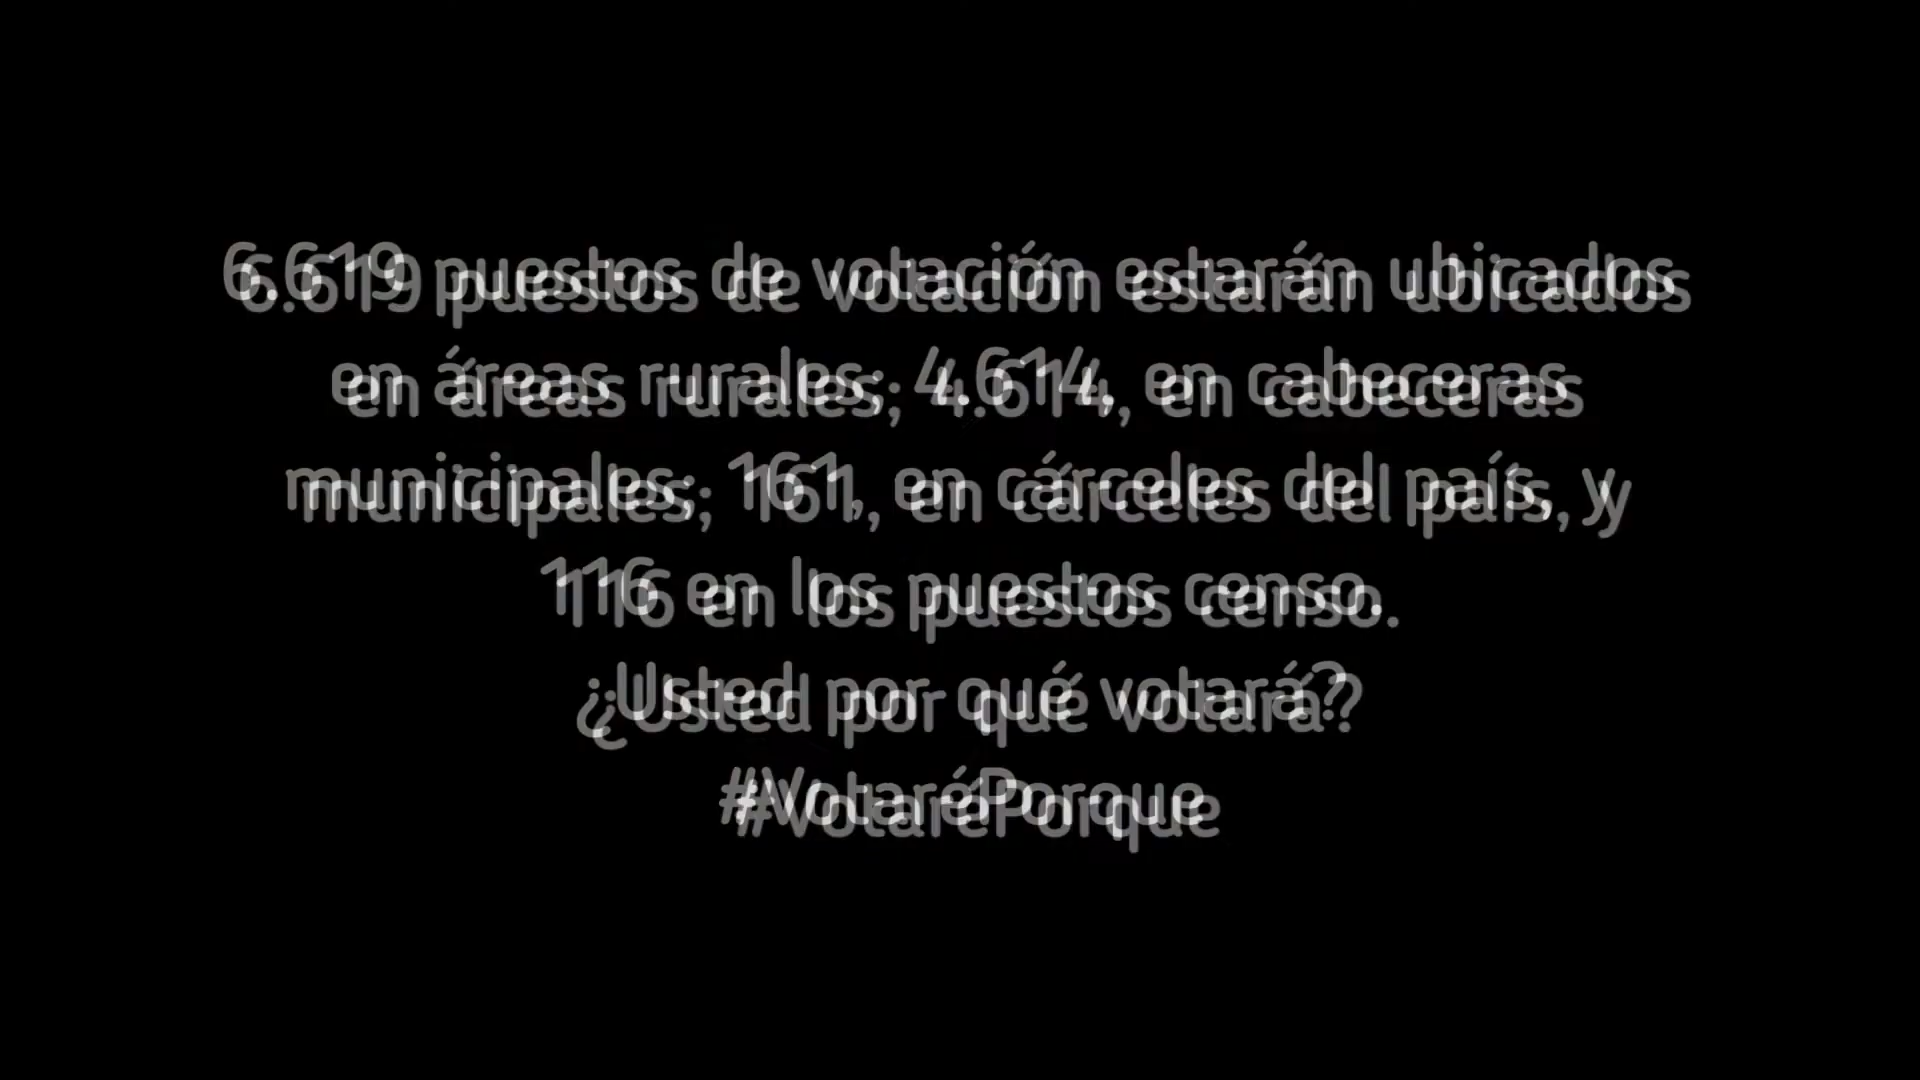 6.619 puestos de votación estarán ubicados
en áreas rurales; 4.614, en cabeceras
municipales; 161, en cárceles del país, y
116 en los puestos censo.
¿Usted por qué votará?
#VotaréPorque